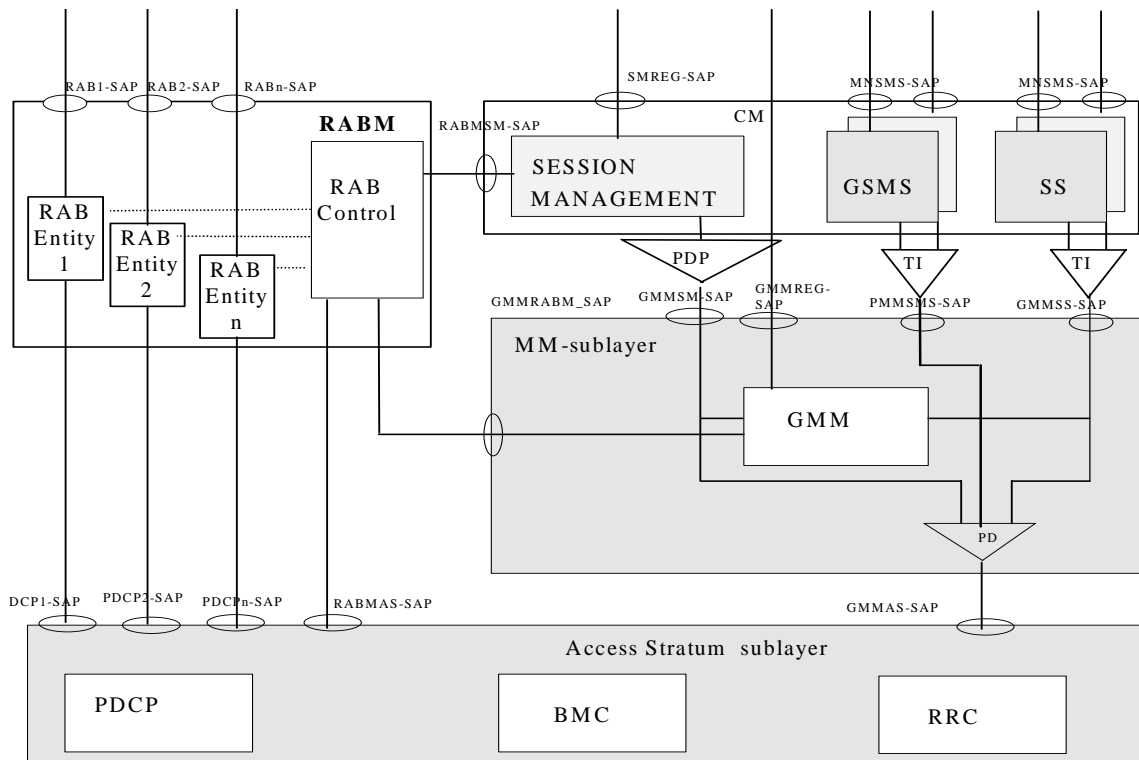 RAB1-SAP
RAB2-SAP
RABn-SAP
SMREG-SAP
MNSMS-SAP
MNSMS-SAP
RABM
RABMSM-SAP
CM
RAB
Control
SESSION
MANAGEMENT
GSMS
SS
RAB
Entity
1
RAB
Entity
2
RAB
Entity
n
PDP
TI
TI
GMMRABM_SAP
GMMSM-SAP
GMMREG-
SAP
PMMSMS-SAP
GMMSS-SAP
MM-sublayer
GMM
PD
DCP1-SAP
PDCP2-SAP
PDCPn-SAP
RABMAS-SAP
GMMAS-SAP
Access Stratum sublayer
PDCP
BMC
RRC